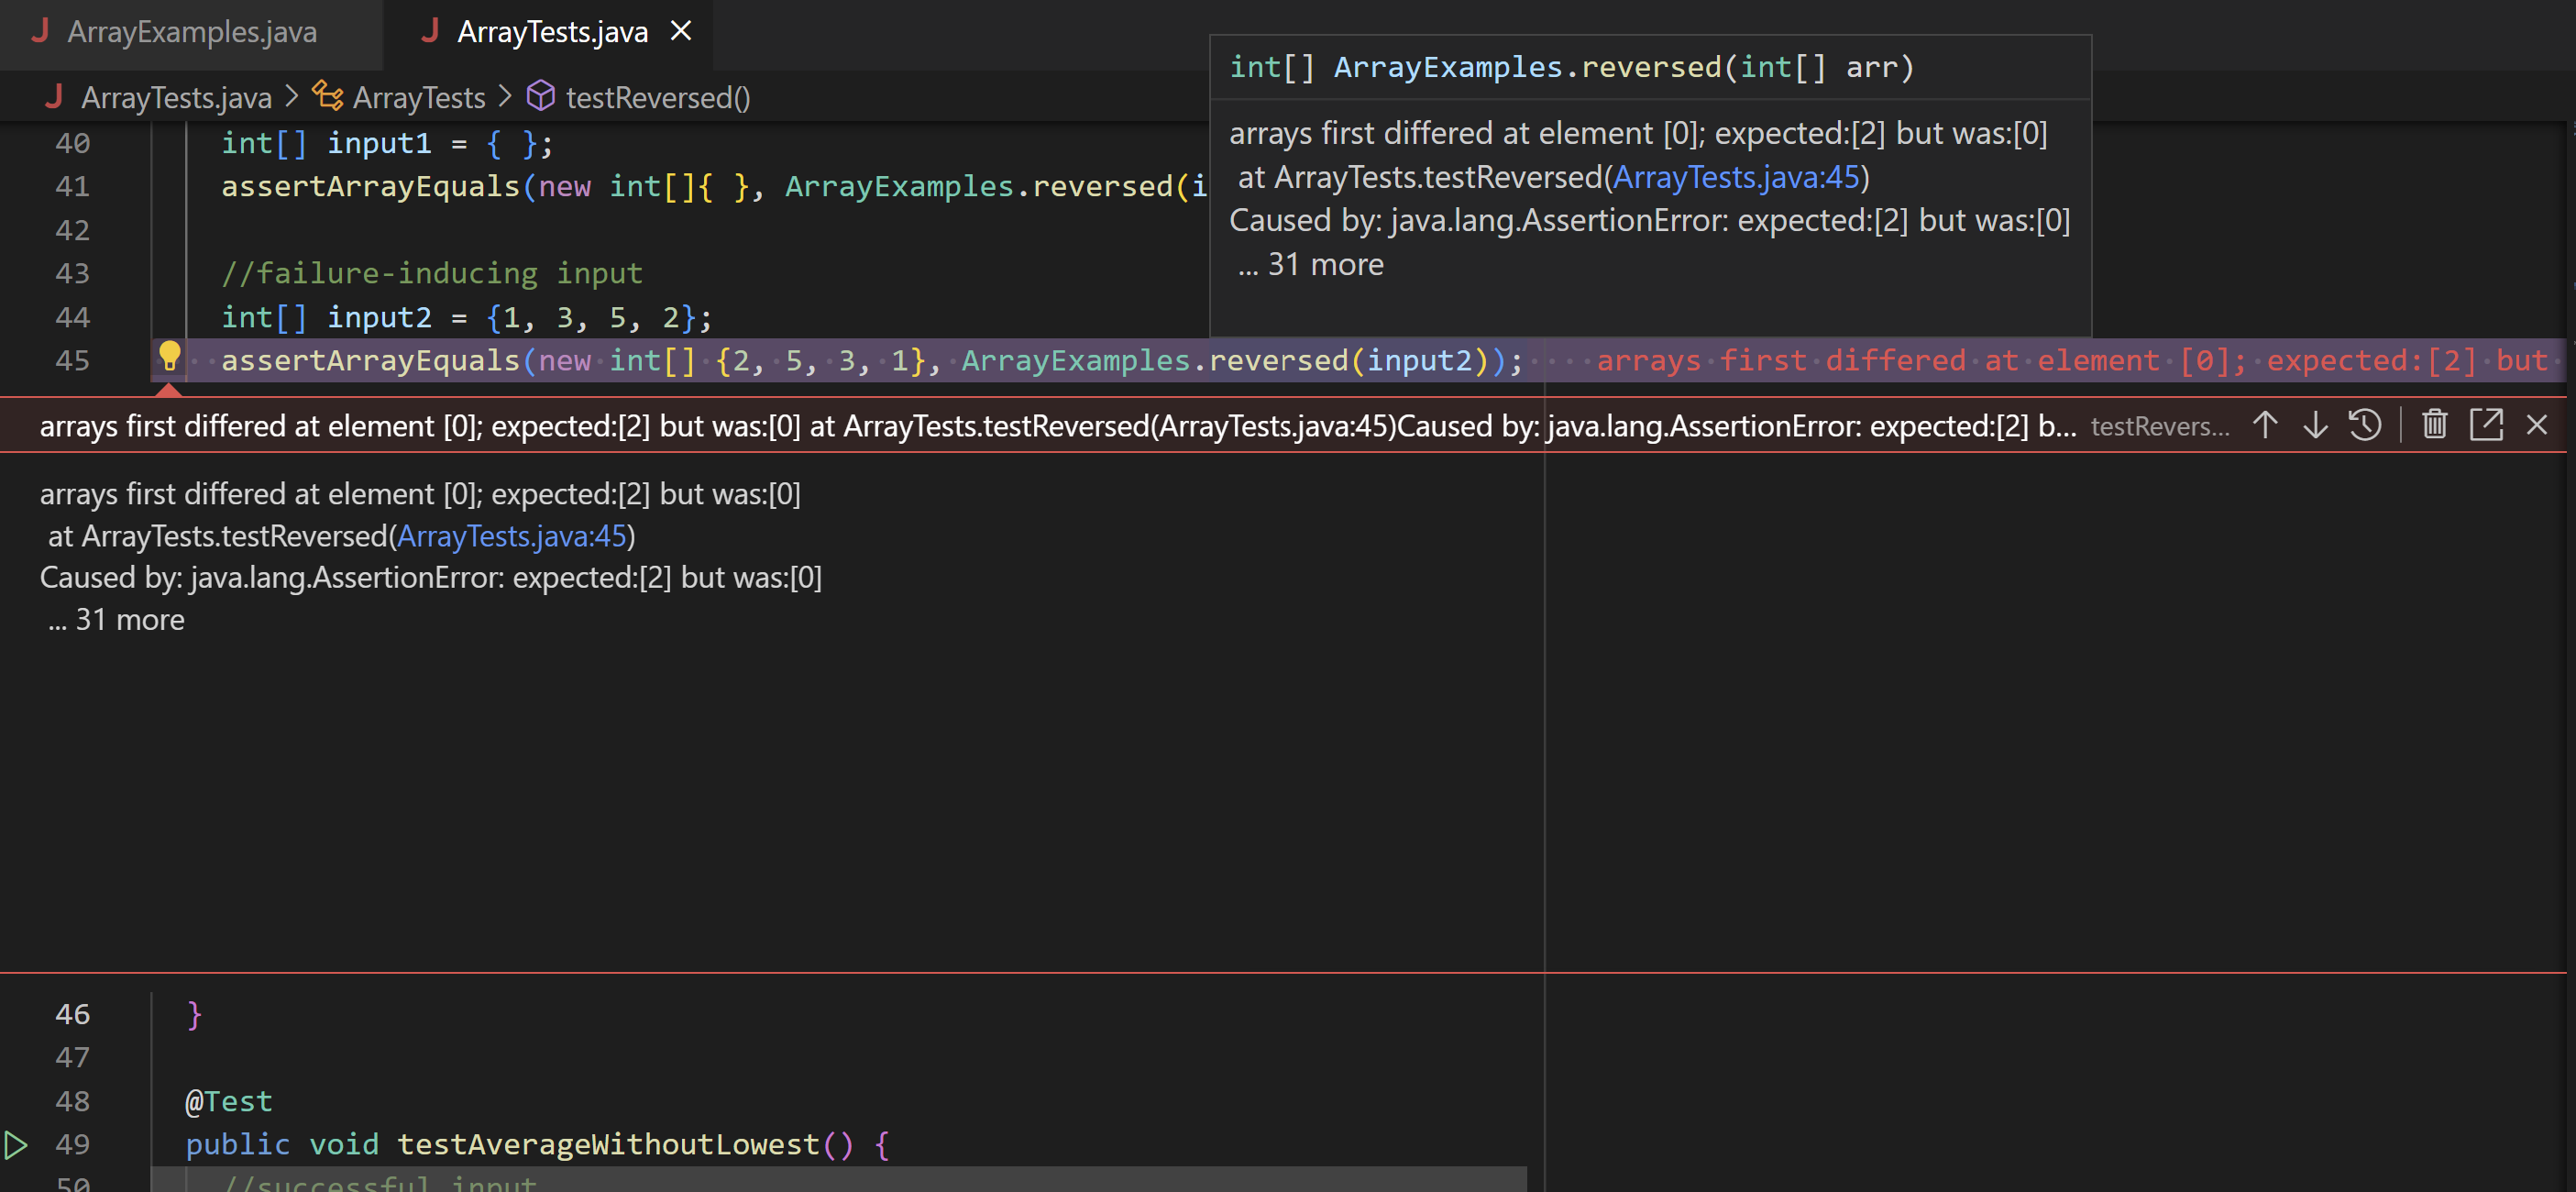 ArrayExamples.java
ArrayTests.java
ArrayTests.java > ArrayTests > testReversed()
int[] ArrayExamples.reversed(int[] arr)
arrays first differed at element [0]; expected:[2] but was:[0]
at ArrayTests.testReversed(ArrayTests.java:45)
Caused by: java.lang.AssertionError: expected:[2] but was:[0]
... 31 more
40 int[] input1 = { };
41 assertArrayEquals(new int[]{ }, ArrayExamples.reversed(i
42
43 //failure-inducing input
44 int[] input2 = {1, 3, 5, 2};
45 assertArrayEquals(new int[] {2, 5, 3, 1}, ArrayExamples.reversed(input2)); arrays first differed at element [0]; expected:[2] but
arrays first differed at element [0]; expected:[2] but was:[0] at ArrayTests.testReversed(ArrayTests.java:45)Caused by: java.lang.AssertionError: expected:[2] b... testRevers...
arrays first differed at element [0]; expected:[2] but was:[0]
at ArrayTests.testReversed(ArrayTests.java:45)
Caused by: java.lang.AssertionError: expected:[2] but was:[0]
... 31 more
46 }
47
48 @Test
49 public void testAverageWithoutLowest() {
50 //successful input